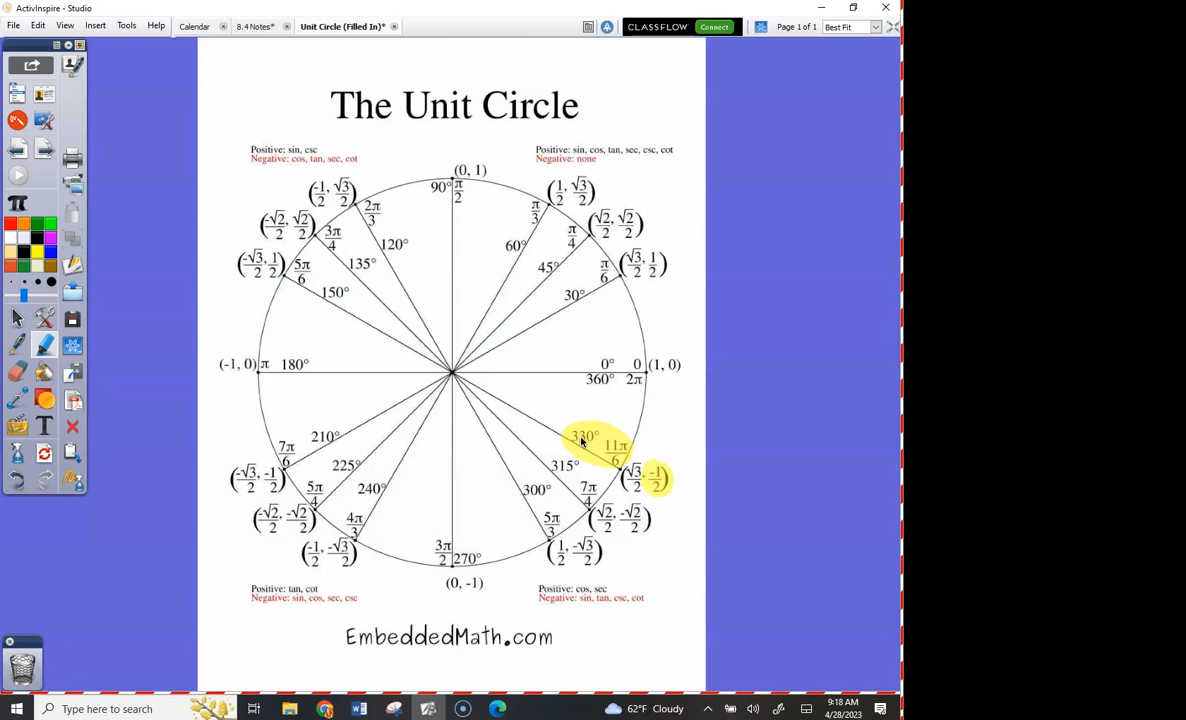 ActivInspire - Studio
File Edit View Insert Tools Help
Calendar 8.4 Notes* Unit Circle (Filled In)*
CLASSFLOW Connect
Page 1 of 1 Best Fit
The Unit Circle
Positive: sin, csc
Negative: cos, tan, sec, cot
Positive: sin, cos, tan, sec, csc, cot
Negative: none
(0, 1)
90° π/2
(-1/2, √3/2) 2π/3 120°
(-√2/2, √2/2) 3π/4 135°
(-√3/2, 1/2) 5π/6 150°
60° π/3 (1/2, √3/2)
45° π/4 (√2/2, √2/2)
30° π/6 (√3/2, 1/2)
(-1, 0) π 180°
0° 0 (1, 0)
360° 2π
210° 7π/6 (-√3/2, -1/2)
225° 5π/4 (-√2/2, -√2/2)
240° 4π/3 (-1/2, -√3/2)
330° 11π/6 (√3/2, -1/2)
315° 7π/4 (√2/2, -√2/2)
300° 5π/3 (1/2, -√3/2)
3π/2 270°
(0, -1)
Positive: tan, cot
Negative: sin, cos, sec, csc
Positive: cos, sec
Negative: sin, tan, csc, cot
EmbeddedMath.com
Type here to search
62°F Cloudy
9:18 AM
4/28/2023